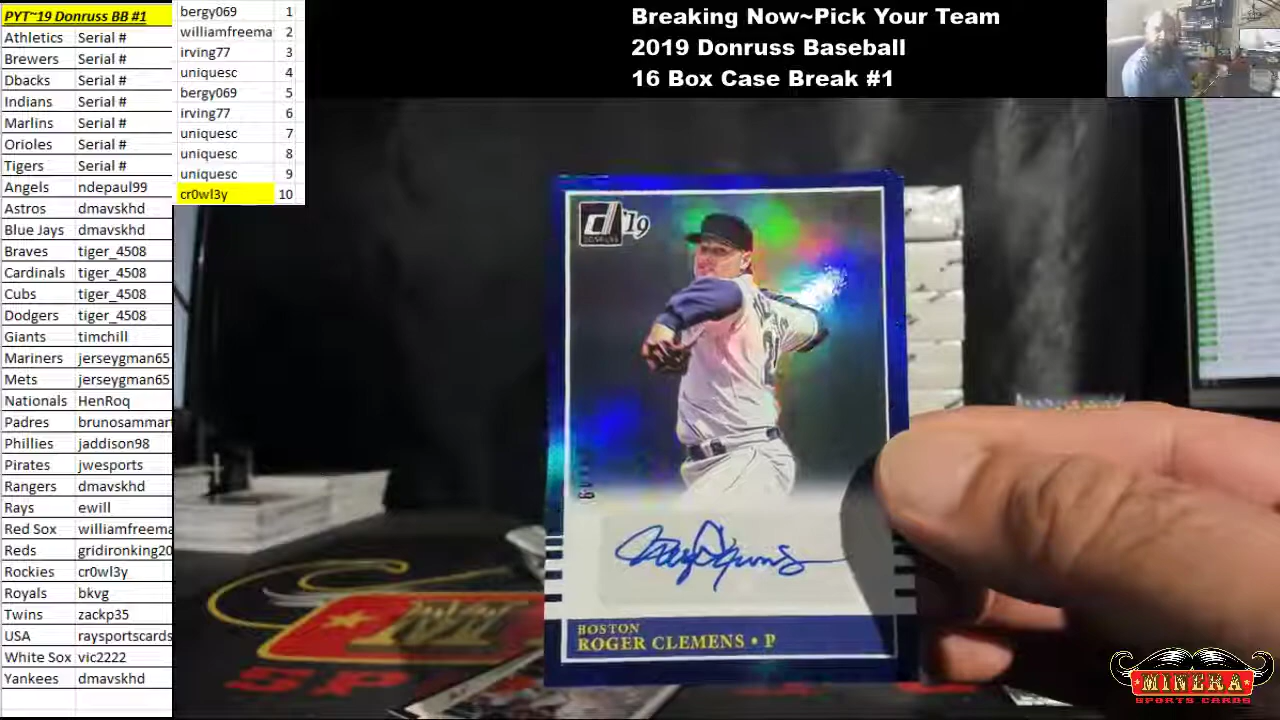 PYT~19 Donruss BB #1
Athletics Serial #
Brewers Serial #
Dbacks Serial #
Indians Serial #
Marlins Serial #
Orioles Serial #
Tigers Serial #
Angels ndepaul99
Astros dmavskhd
Blue Jays dmavskhd
Braves tiger_4508
Cardinals tiger_4508
Cubs tiger_4508
Dodgers tiger_4508
Giants timchill
Mariners jerseygman65
Mets jerseygman65
Nationals HenRoq
Padres brunosammar
Phillies jaddison98
Pirates jwesports
Rangers dmavskhd
Rays ewill
Red Sox williamfreema
Reds gridironking20
Rockies cr0wl3y
Royals bkvg
Twins zackp35
USA raysportscards
White Sox vic2222
Yankees dmavskhd
bergy069 1
williamfreema 2
irving77 3
uniquesc 4
bergy069 5
irving77 6
uniquesc 7
uniquesc 8
uniquesc 9
cr0wl3y 10
Breaking Now~Pick Your Team
2019 Donruss Baseball
16 Box Case Break #1
d '19
DONRUSS
BOSTON
ROGER CLEMENS • P
MINERA
SPORTS CARDS